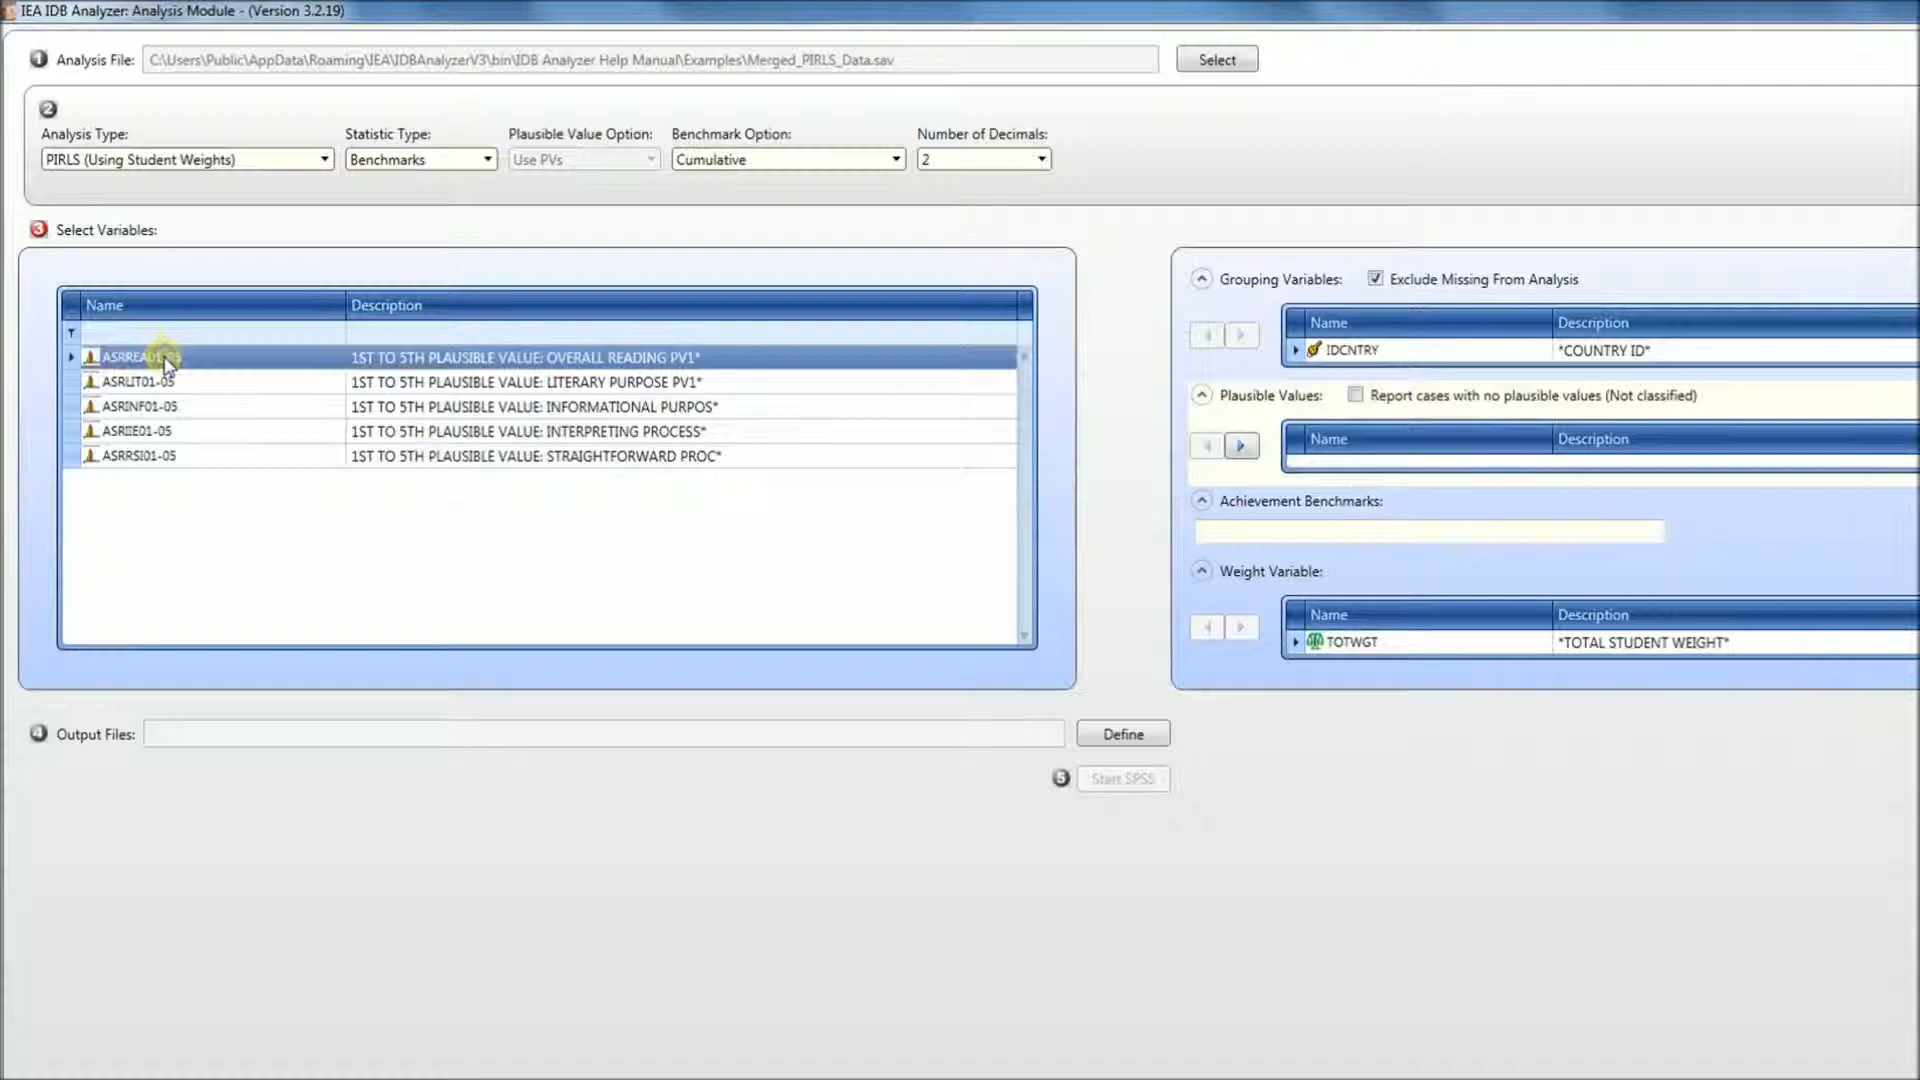 IEA IDB Analyzer: Analysis Module - (Version 3.2.19)
1 Analysis File: C:\Users\Public\AppData\Roaming\IEA\IDBAnalyzerV3\bin\IDB Analyzer Help Manual\Examples\Merged_PIRLS_Data.sav Select
2
Analysis Type: Statistic Type: Plausible Value Option: Benchmark Option: Number of Decimals:
PIRLS (Using Student Weights) Benchmarks Use PVs Cumulative 2
3 Select Variables:
Name Description
ASRREA01-05 1ST TO 5TH PLAUSIBLE VALUE: OVERALL READING PV1*
ASRLIT01-05 1ST TO 5TH PLAUSIBLE VALUE: LITERARY PURPOSE PV1*
ASRINF01-05 1ST TO 5TH PLAUSIBLE VALUE: INFORMATIONAL PURPOS*
ASRIIE01-05 1ST TO 5TH PLAUSIBLE VALUE: INTERPRETING PROCESS*
ASRRSI01-05 1ST TO 5TH PLAUSIBLE VALUE: STRAIGHTFORWARD PROC*
Grouping Variables: Exclude Missing From Analysis
Name Description
IDCNTRY *COUNTRY ID*
Plausible Values: Report cases with no plausible values (Not classified)
Name Description
Achievement Benchmarks:
Weight Variable:
Name Description
TOTWGT *TOTAL STUDENT WEIGHT*
4 Output Files: Define
5 Start SPSS